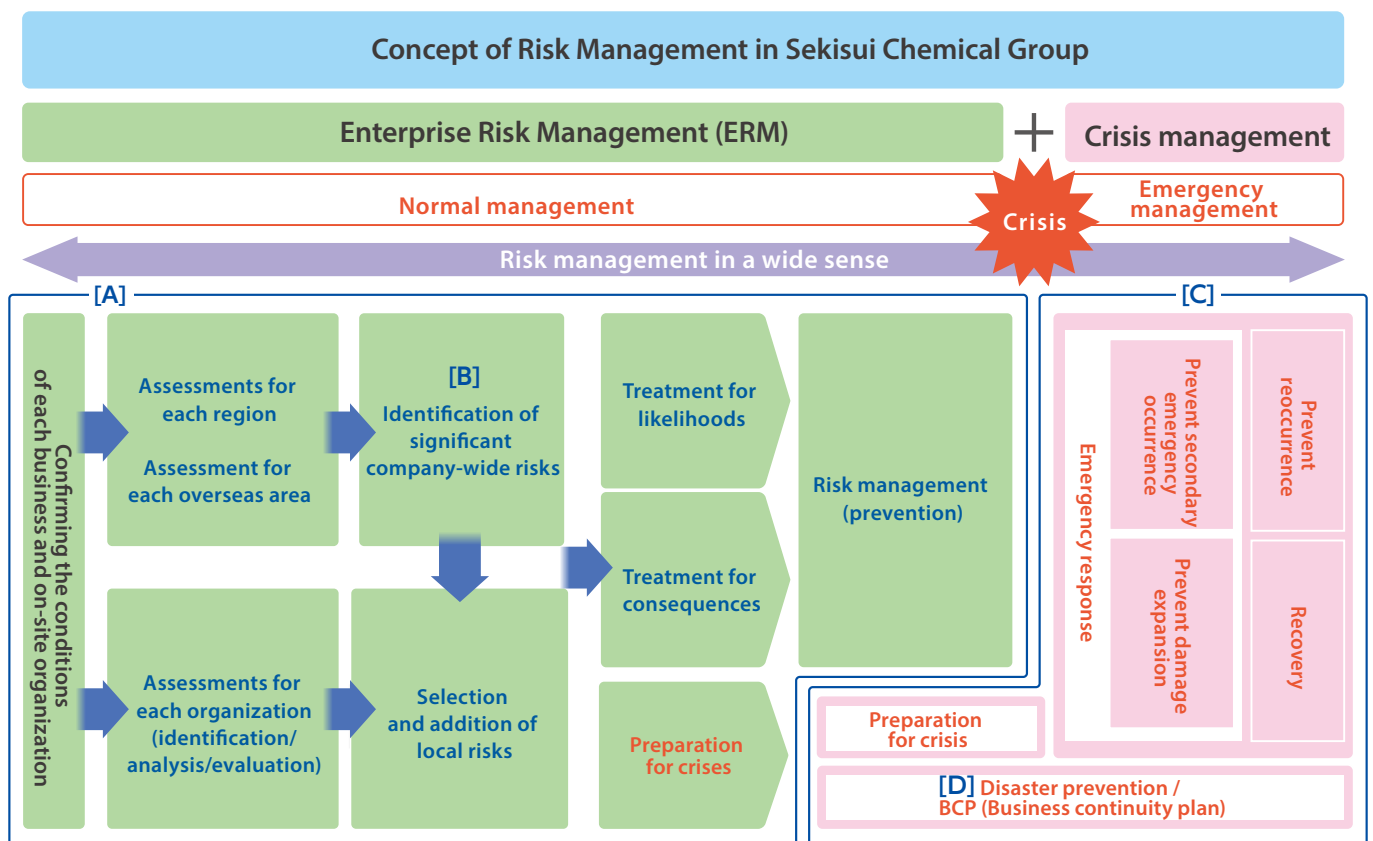 Concept of Risk Management in Sekisui Chemical Group
Enterprise Risk Management (ERM)
+
Crisis management
Normal management
Crisis
Emergency
management
Risk management in a wide sense
[A]
Confirming the conditions
of each business and on-site organization
Assessments for
each region
Assessment for
each overseas area
[B]
Identification of
significant
company-wide risks
Assessments for
each organization
(identification/
analysis/evaluation)
Selection
and addition of
local risks
Treatment for
likelihoods
Treatment for
consequences
Preparation
for crises
Risk management
(prevention)
[C]
Emergency response
Prevent secondary
emergency
occurrence
Prevent damage
expansion
Prevent
reoccurrence
Recovery
Preparation
for crisis
[D] Disaster prevention /
BCP (Business continuity plan)